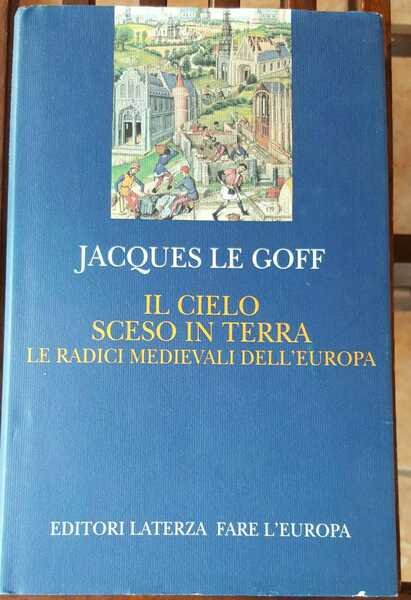 JACQUES LE GOFF
IL CIELO
SCESO IN TERRA
LE RADICI MEDIEVALI DELL'EUROPA
EDITORI LATERZA FARE L'EUROPA